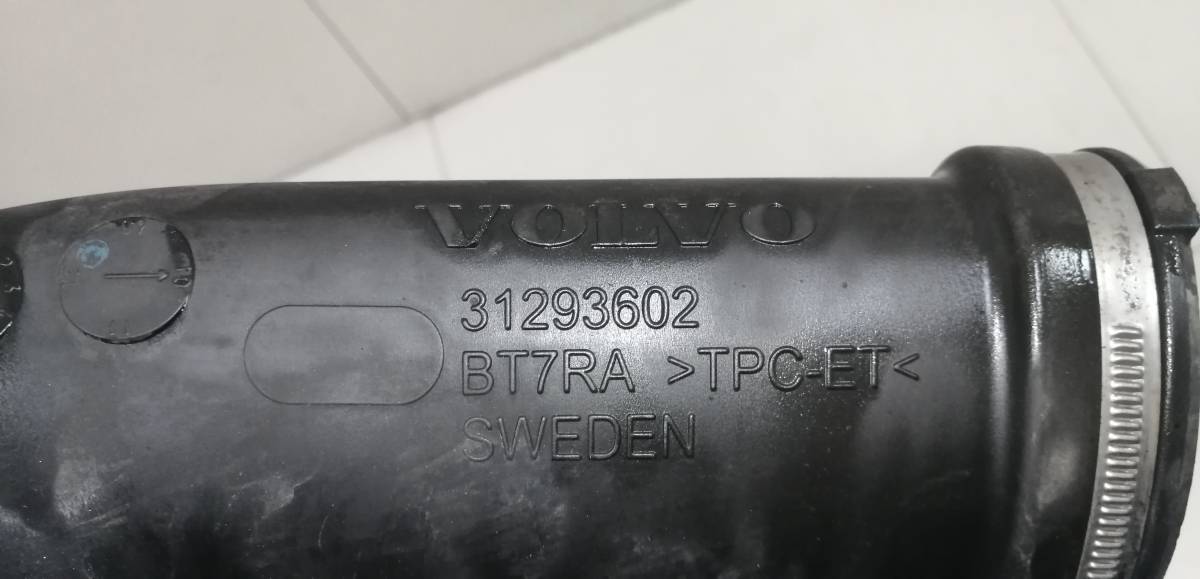 VOLVO
31293602
BT7RA >TPC-ET<
SWEDEN